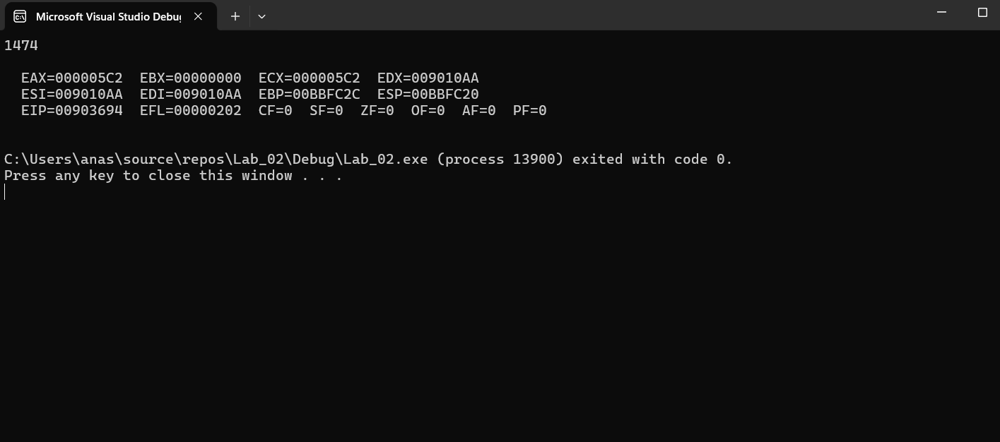 Microsoft Visual Studio Debu
1474
EAX=000005C2  EBX=00000000  ECX=000005C2  EDX=009010AA
ESI=009010AA  EDI=009010AA  EBP=00BBFC2C  ESP=00BBFC20
EIP=00903694  EFL=00000202  CF=0  SF=0  ZF=0  OF=0  AF=0  PF=0
C:\Users\anas\source\repos\Lab_02\Debug\Lab_02.exe (process 13900) exited with code 0.
Press any key to close this window . . .